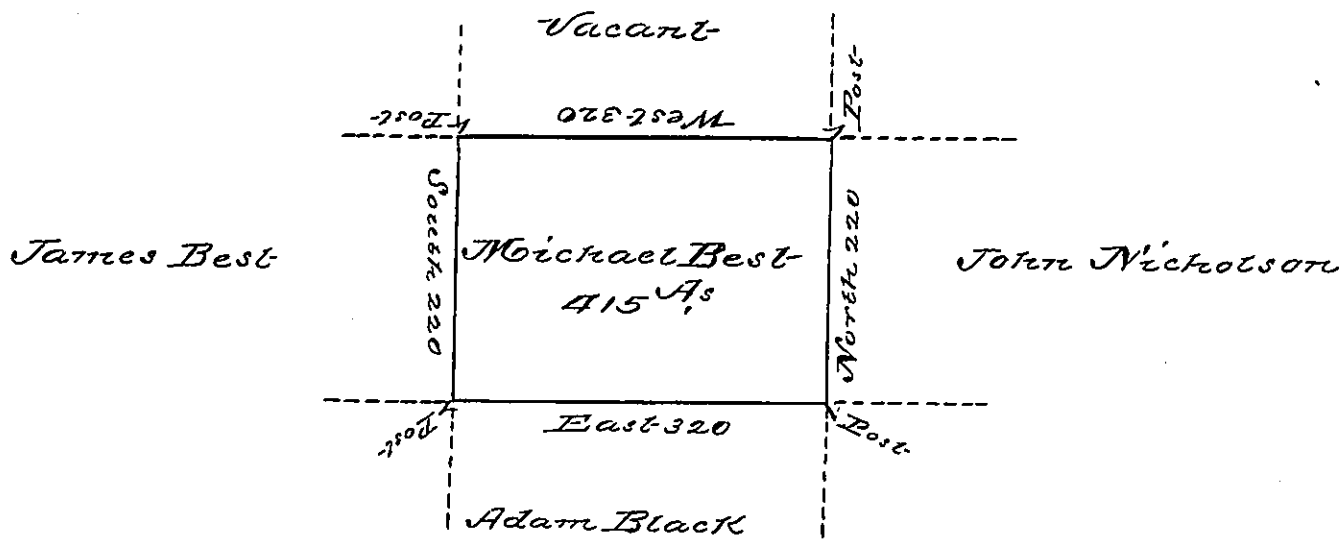 Vacant
Post
Post
West 320
South 220
James Best
Michael Best
415 A,s
North 220
John Nicholson
Post
East 320
Post
Adam Black